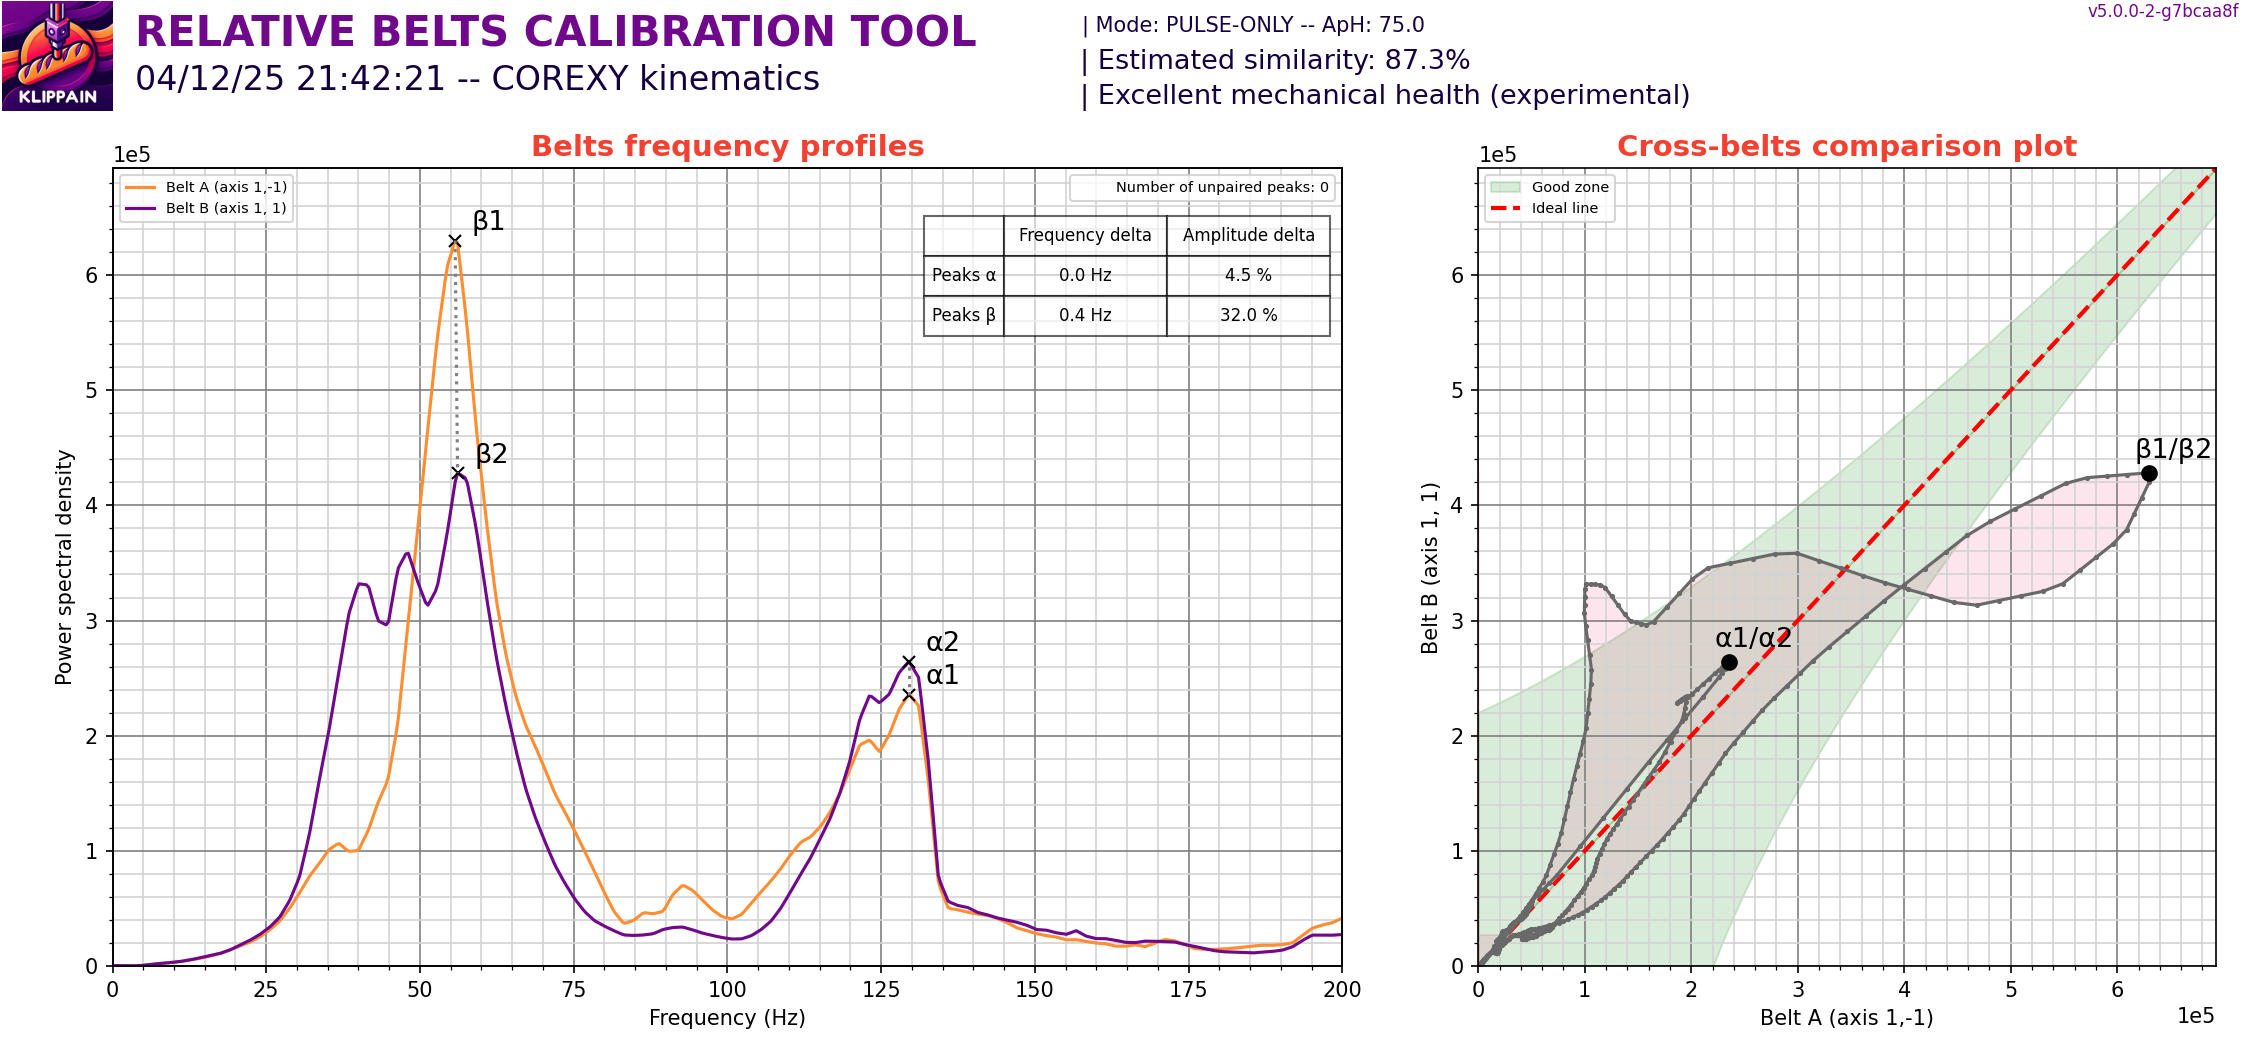 KLIPPAIN
RELATIVE BELTS CALIBRATION TOOL
04/12/25 21:42:21 -- COREXY kinematics
| Mode: PULSE-ONLY -- ApH: 75.0
| Estimated similarity: 87.3%
| Excellent mechanical health (experimental)
v5.0.0-2-g7bcaa8f
Belts frequency profiles
1e5
Belt A (axis 1,-1)
Belt B (axis 1, 1)
Number of unpaired peaks: 0
Frequency delta Amplitude delta
Peaks α 0.0 Hz 4.5 %
Peaks β 0.4 Hz 32.0 %
β1
β2
α2
α1
Power spectral density
6
5
4
3
2
1
0
0 25 50 75 100 125 150 175 200
Frequency (Hz)
Cross-belts comparison plot
1e5
Good zone
Ideal line
β1/β2
α1/α2
Belt B (axis 1, 1)
6
5
4
3
2
1
0
0 1 2 3 4 5 6
Belt A (axis 1,-1)
1e5